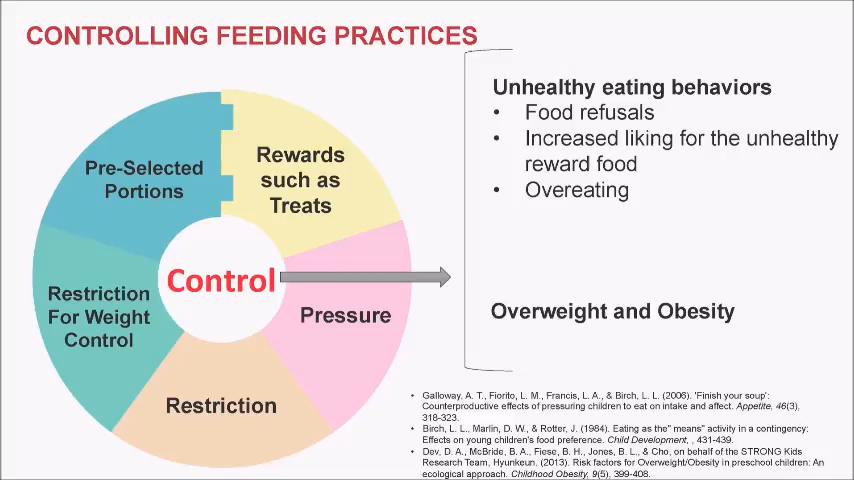 CONTROLLING FEEDING PRACTICES
Pre-Selected
Portions
Rewards
such as
Treats
Restriction
For Weight
Control
Control
Pressure
Restriction
Unhealthy eating behaviors
• Food refusals
• Increased liking for the unhealthy
reward food
• Overeating
Overweight and Obesity
• Galloway, A. T., Fiorito, L. M., Francis, L. A., & Birch, L. L. (2006). 'Finish your soup':
Counterproductive effects of pressuring children to eat on intake and affect. Appetite, 46(3),
318-323.
• Birch, L. L., Marlin, D. W., & Rotter, J. (1984). Eating as the" means" activity in a contingency:
Effects on young children's food preference. Child Development, , 431-439.
• Dev, D. A., McBride, B. A., Fiese, B. H., Jones, B. L., & Cho, on behalf of the STRONG Kids
Research Team, Hyunkeun. (2013). Risk factors for Overweight/Obesity in preschool children: An
ecological approach. Childhood Obesity, 9(5), 399-408.